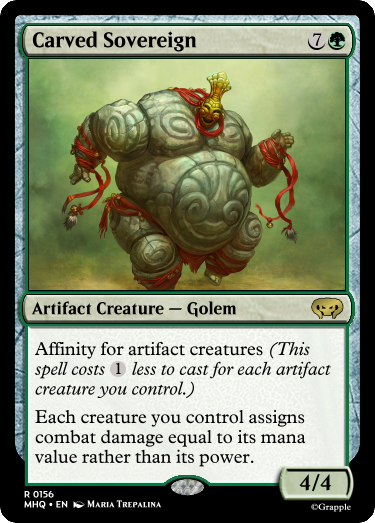 Carved Sovereign 7
Artifact Creature — Golem
Affinity for artifact creatures (This
spell costs 1 less to cast for each artifact
creature you control.)
Each creature you control assigns
combat damage equal to its mana
value rather than its power.
4/4
R 0156
MHQ • EN Maria Trepalina
©Grapple